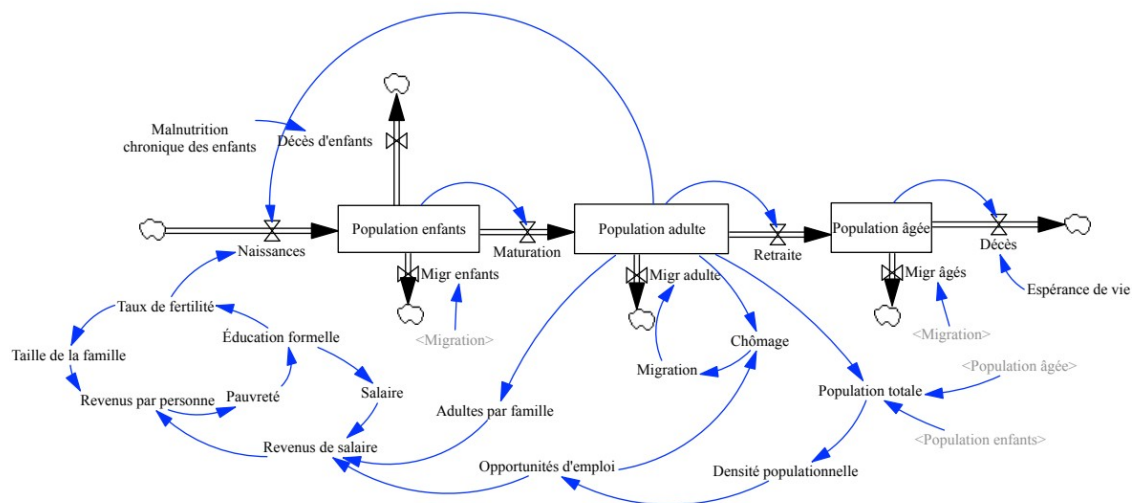 Malnutrition
chronique des enfants
Décès d'enfants
Population enfants
Population adulte
Population âgée
Naissances
Maturation
Retraite
Décès
Migr enfants
Migr adulte
Migr âgés
Espérance de vie
Taux de fertilité
Éducation formelle
<Migration>
Chômage
<Migration>
Taille de la famille
Migration
<Population âgée>
Revenus par personne
Pauvreté
Salaire
Adultes par famille
Population totale
<Population enfants>
Revenus de salaire
Opportunités d'emploi
Densité populationnelle